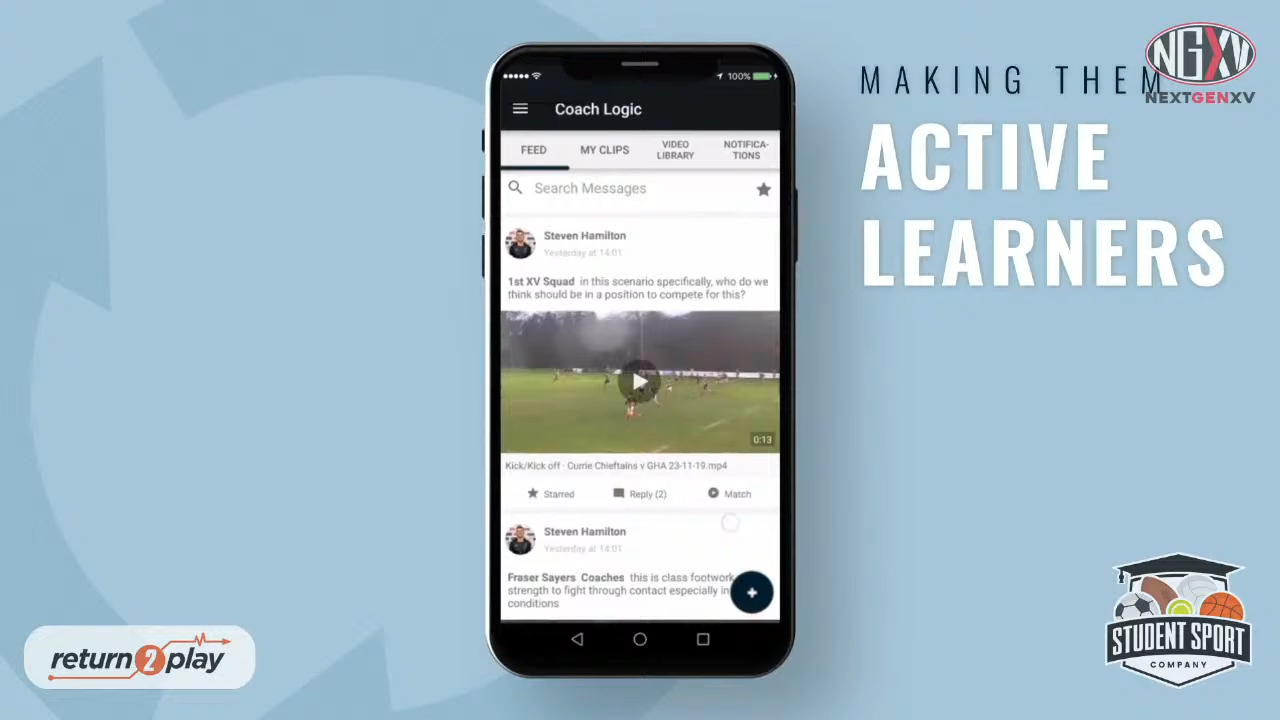 100%
Coach Logic
FEED
MY CLIPS
VIDEO
LIBRARY
NOTIFICA-
TIONS
Search Messages
Steven Hamilton
Yesterday at 14:01
1st XV Squad in this scenario specifically, who do we
think should be in a position to compete for this?
0:13
Kick/Kick off · Currie Chieftains v GHA 23-11-19.mp4
Starred
Reply (2)
Match
Steven Hamilton
Yesterday at 14:01
Fraser Sayers Coaches this is class footwork
strength to fight through contact especially in
conditions
MAKING THEM
ACTIVE
LEARNERS
NGXV
NEXTGENXV
return2play
STUDENT SPORT
COMPANY